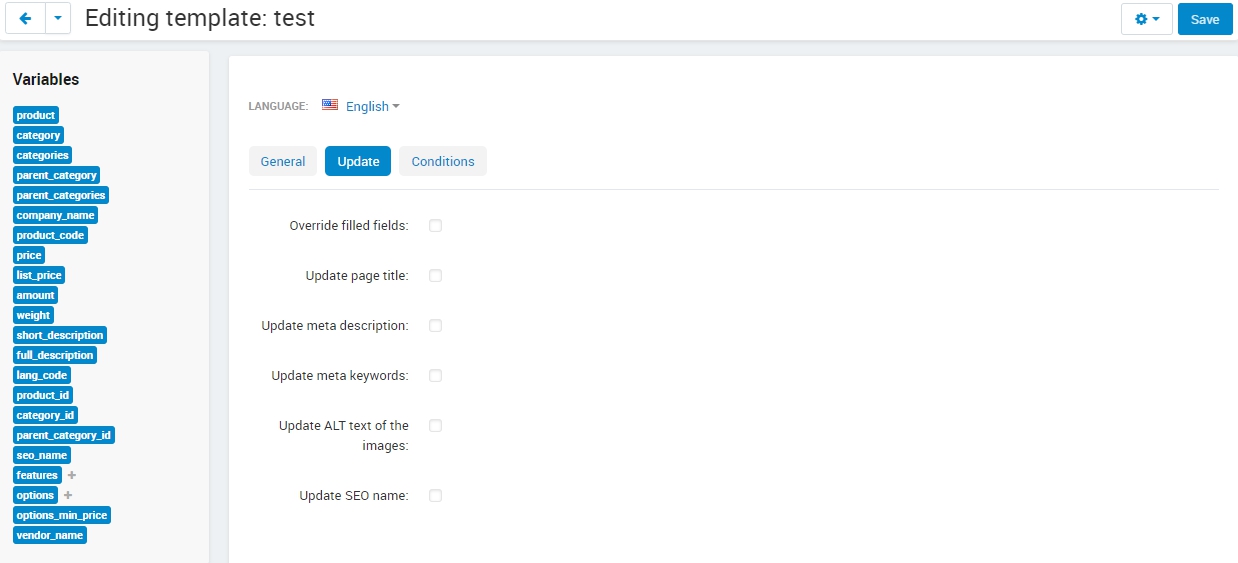 Editing template: test
Save
Variables
product
category
categories
parent_category
parent_categories
company_name
product_code
price
list_price
amount
weight
short_description
full_description
lang_code
product_id
category_id
parent_category_id
seo_name
features +
options +
options_min_price
vendor_name
LANGUAGE: English
General Update Conditions
Override filled fields:
Update page title:
Update meta description:
Update meta keywords:
Update ALT text of the
images:
Update SEO name: